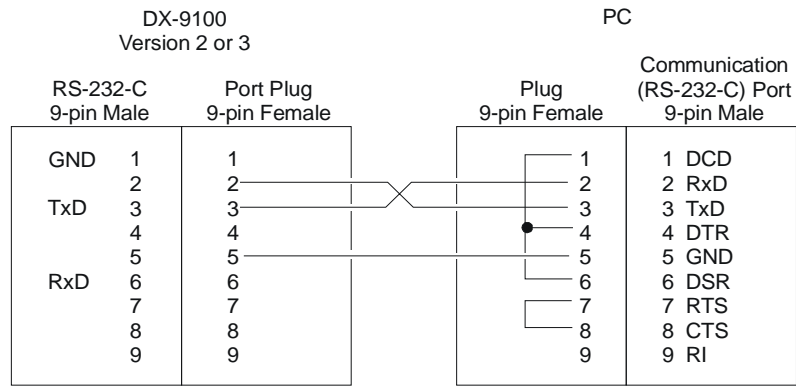 DX-9100
Version 2 or 3
PC
RS-232-C
9-pin Male
Port Plug
9-pin Female
Plug
9-pin Female
Communication
(RS-232-C) Port
9-pin Male
GND 1 1 1 1 DCD
2 2 2 2 RxD
TxD 3 3 3 3 TxD
4 4 4 4 DTR
5 5 5 5 GND
RxD 6 6 6 6 DSR
7 7 7 7 RTS
8 8 8 8 CTS
9 9 9 9 RI